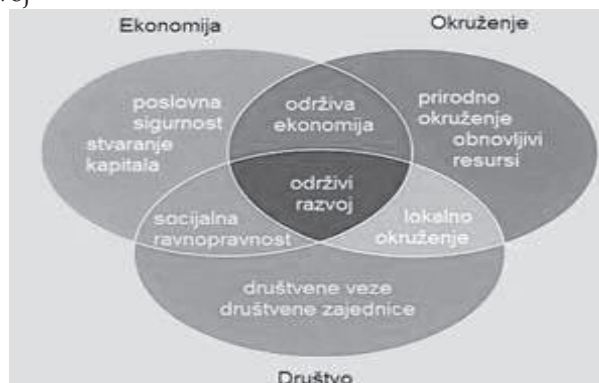 Ekonomija
Okruženje
poslovna
sigurnost
stvaranje
kapitala
održiva
ekonomija
prirodno
okruženje
obnovljivi
resursi
održivi
razvoj
socijalna
ravnopravnost
lokalno
okruženje
društvene veze
društvene zajednice
Društvo